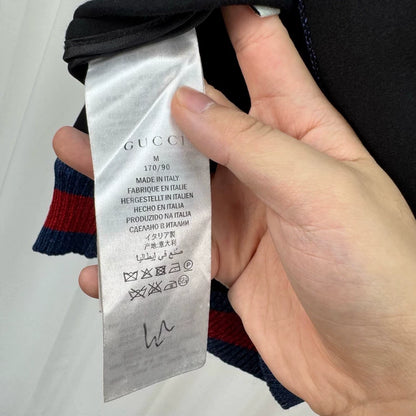 GUCCI
M
170/90
MADE IN ITALY
FABRIQUE EN ITALIE
HERGESTELLT IN ITALIEN
HECHO EN ITALIA
PRODUZIDO NA ITÁLIA
СДЕЛАНО В ИТАЛИИ
イタリア製
产地:意大利
صنع في إيطاليا